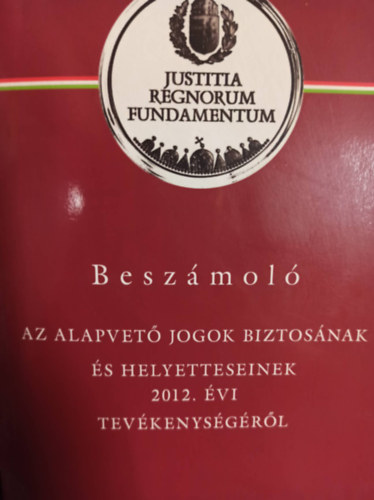 JUSTITIA
REGNORUM
FUNDAMENTUM
Beszámoló
AZ ALAPVETŐ JOGOK BIZTOSÁNAK
ÉS HELYETTESEINEK
2012. ÉVI
TEVÉKENYSÉGÉRŐL